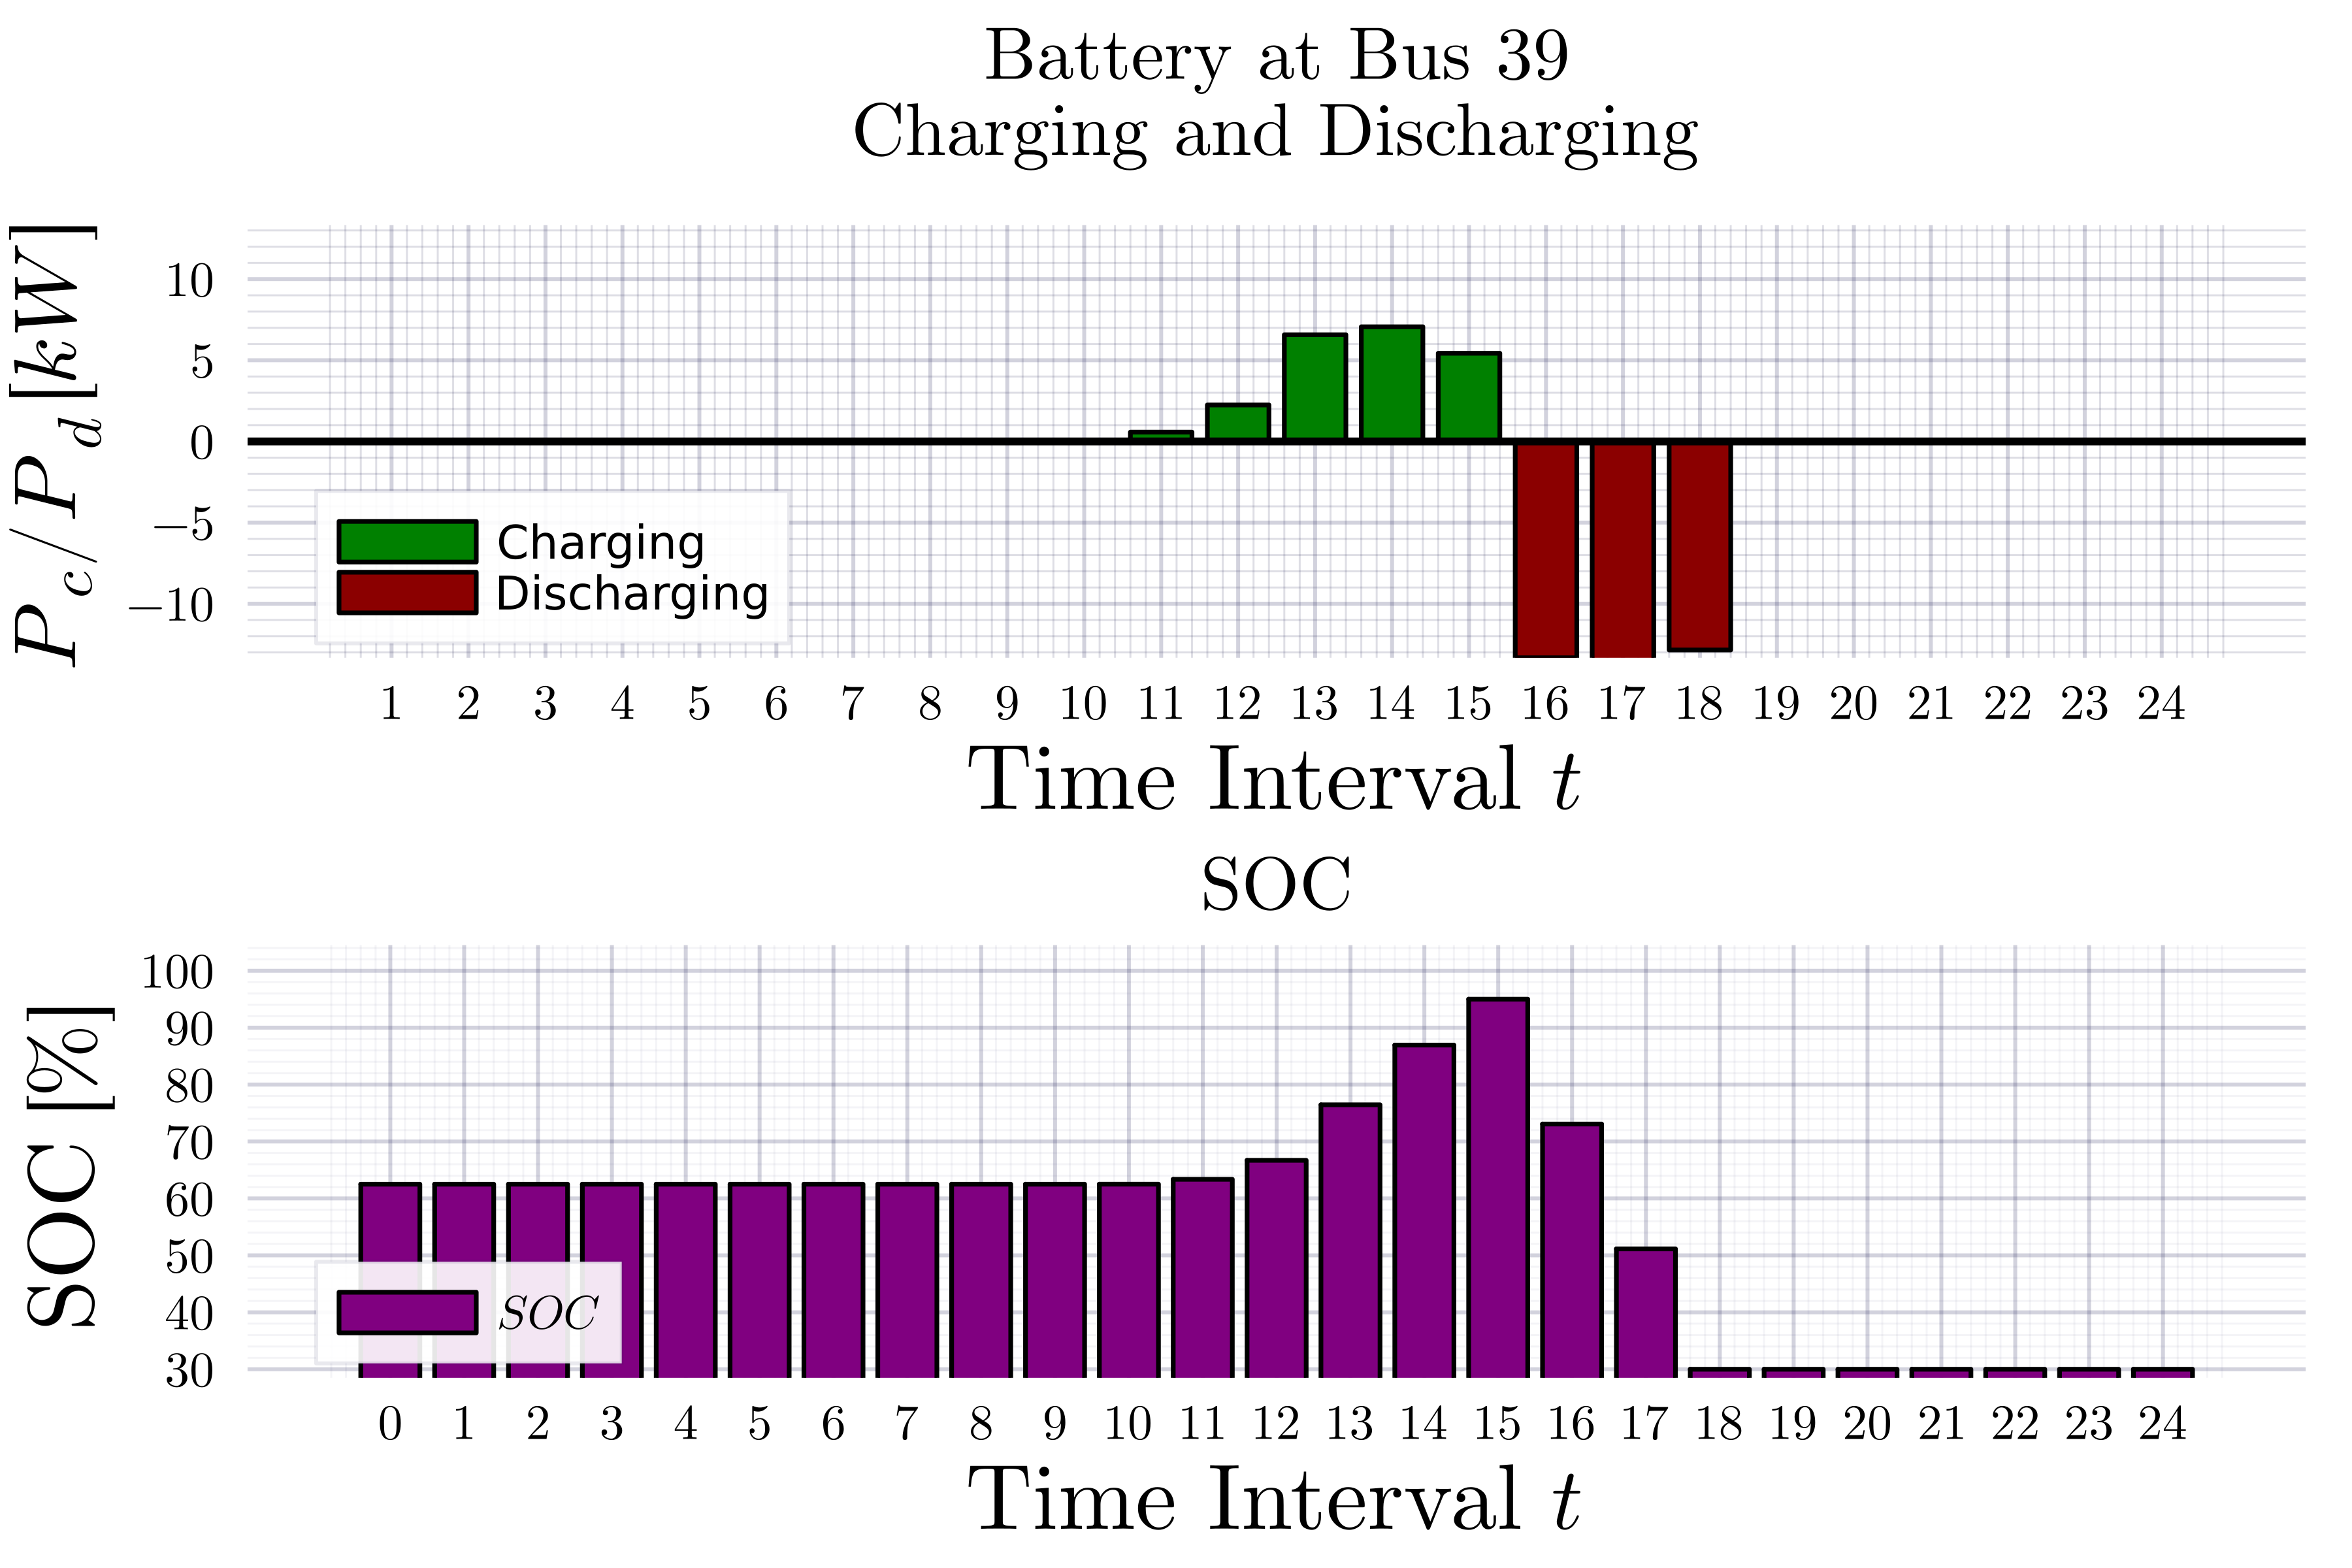 Battery at Bus 39
Charging and Discharging
P_c/P_d [kW]
10
5
0
−5
−10
Charging
Discharging
1 2 3 4 5 6 7 8 9 10 11 12 13 14 15 16 17 18 19 20 21 22 23 24
Time Interval t
SOC
SOC [%]
100
90
80
70
60
50
40
30
SOC
0 1 2 3 4 5 6 7 8 9 10 11 12 13 14 15 16 17 18 19 20 21 22 23 24
Time Interval t